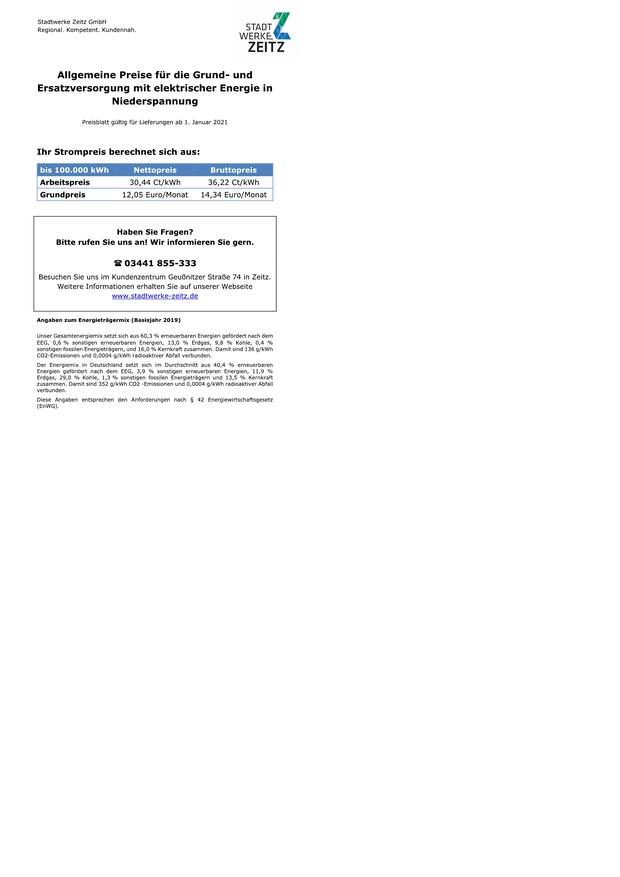 Stadtwerke Zeitz GmbH
Regional. Kompetent. Kundennah.
STADT
WERKE
ZEITZ
Allgemeine Preise für die Grund- und
Ersatzversorgung mit elektrischer Energie in
Niederspannung
Preisblatt gültig für Lieferungen ab 1. Januar 2021
Ihr Strompreis berechnet sich aus:
bis 100.000 kWh Nettopreis Bruttopreis
Arbeitspreis 30,44 Ct/kWh 36,22 Ct/kWh
Grundpreis 12,05 Euro/Monat 14,34 Euro/Monat
Haben Sie Fragen?
Bitte rufen Sie uns an! Wir informieren Sie gern.
☎ 03441 855-333
Besuchen Sie uns im Kundenzentrum Geußnitzer Straße 74 in Zeitz.
Weitere Informationen erhalten Sie auf unserer Webseite
www.stadtwerke-zeitz.de
Angaben zum Energieträgermix (Basisjahr 2019)
Unser Gesamtenergiemix setzt sich aus 60,3 % erneuerbaren Energien gefördert nach dem
EEG, 0,6 % sonstigen erneuerbaren Energien, 13,0 % Erdgas, 9,8 % Kohle, 0,4 %
sonstigen fossilen Energieträgern, und 16,0 % Kernkraft zusammen. Damit sind 136 g/kWh
CO2-Emissionen und 0,0004 g/kWh radioaktiver Abfall verbunden.
Der Energiemix in Deutschland setzt sich im Durchschnitt aus 40,4 % erneuerbaren
Energien gefördert nach dem EEG, 3,9 % sonstigen erneuerbaren Energien, 11,9 %
Erdgas, 29,0 % Kohle, 1,3 % sonstigen fossilen Energieträgern und 13,5 % Kernkraft
zusammen. Damit sind 352 g/kWh CO2 -Emissionen und 0,0004 g/kWh radioaktiver Abfall
verbunden.
Diese Angaben entsprechen den Anforderungen nach § 42 Energiewirtschaftsgesetz
(EnWG).